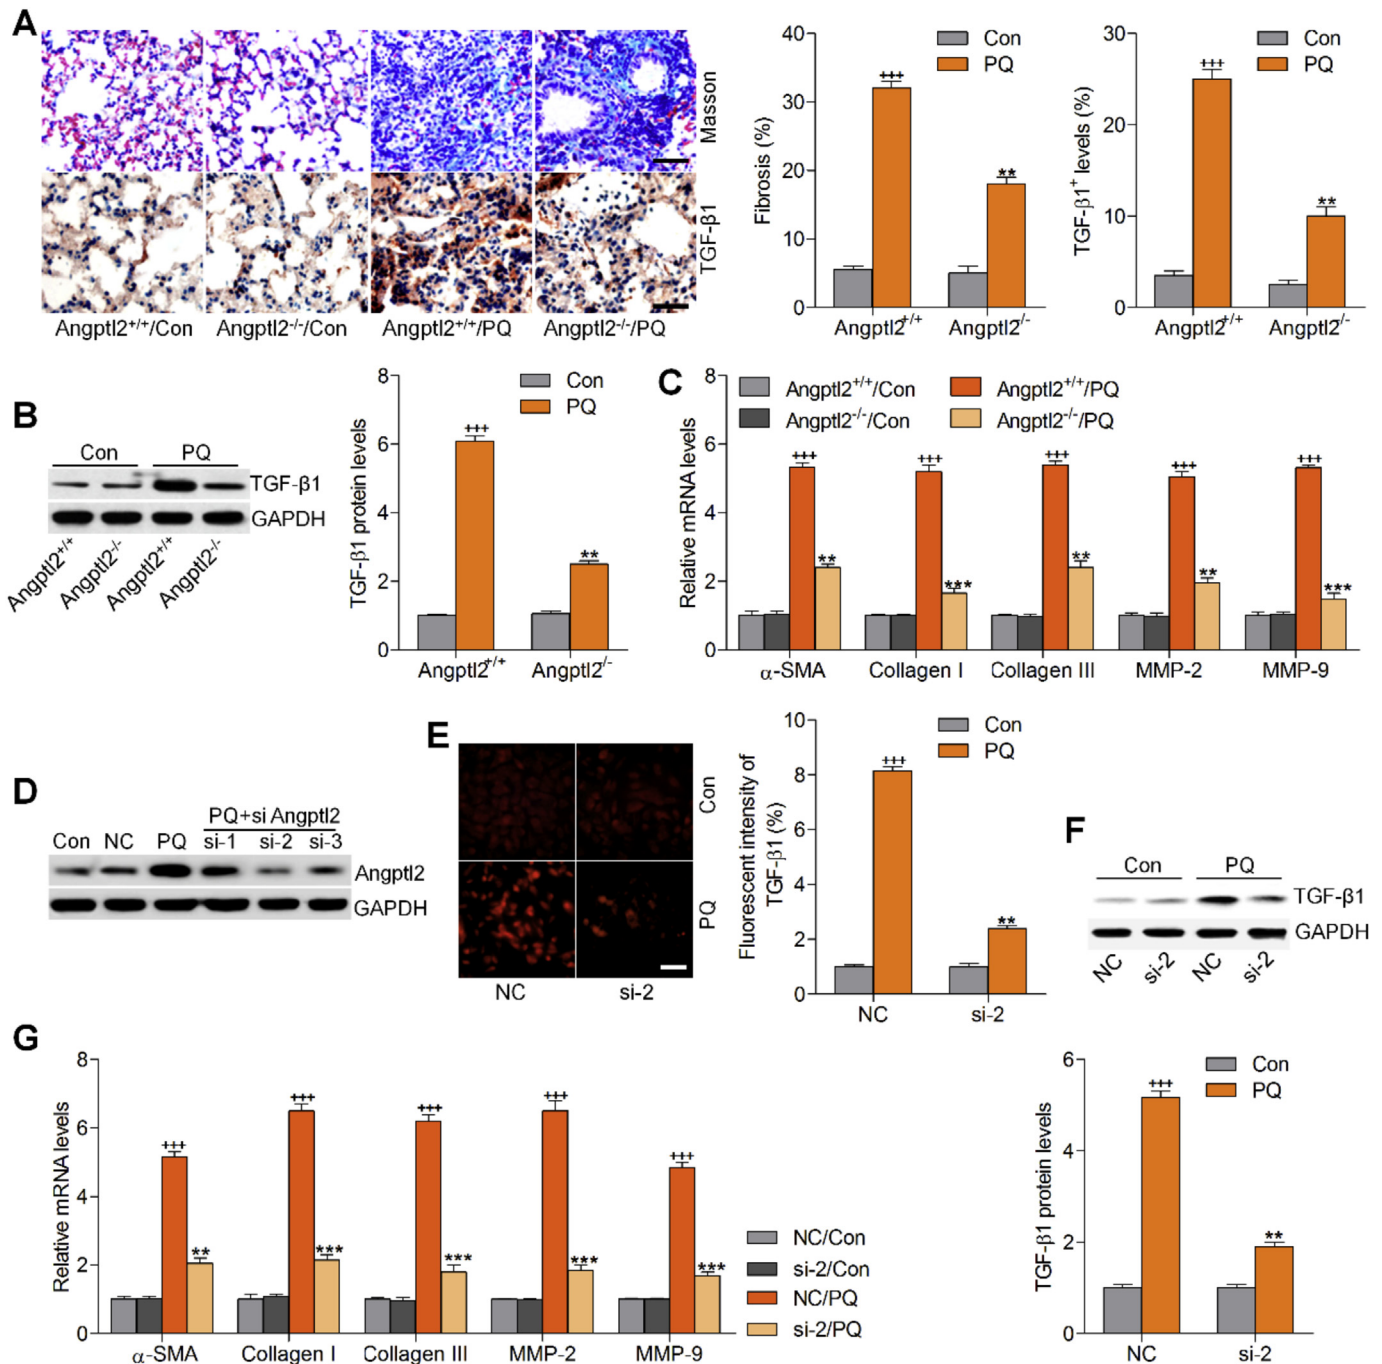 A
Masson
TGF-β1
Angptl2+/+/Con Angptl2-/-/Con Angptl2+/+/PQ Angptl2-/-/PQ
Fibrosis (%)
40
30
20
10
0
Con
PQ
+++
**
Angptl2+/+ Angptl2-/-
TGF-β1+ levels (%)
30
20
10
0
Con
PQ
+++
**
Angptl2+/+ Angptl2-/-
B
Con PQ
TGF-β1
GAPDH
Angptl2+/+ Angptl2-/- Angptl2+/+ Angptl2-/-
TGF-β1 protein levels
8
6
4
2
0
Con
PQ
+++
**
Angptl2+/+ Angptl2-/-
C
Relative mRNA levels
8
6
4
2
0
Angptl2+/+/Con Angptl2+/+/PQ
Angptl2-/-/Con Angptl2-/-/PQ
+++ +++ +++ +++ +++
** *** ** ** ***
α-SMA Collagen I Collagen III MMP-2 MMP-9
D
PQ+si Angptl2
Con NC PQ si-1 si-2 si-3
Angptl2
GAPDH
E
Con
PQ
NC si-2
Fluorescent intensity of
TGF-β1 (%)
10
8
6
4
2
0
Con
PQ
+++
**
NC si-2
F
Con PQ
TGF-β1
GAPDH
NC si-2 NC si-2
TGF-β1 protein levels
6
4
2
0
Con
PQ
+++
**
NC si-2
G
Relative mRNA levels
8
6
4
2
0
+++ +++ +++ +++ +++
** *** *** *** ***
NC/Con
si-2/Con
NC/PQ
si-2/PQ
α-SMA Collagen I Collagen III MMP-2 MMP-9